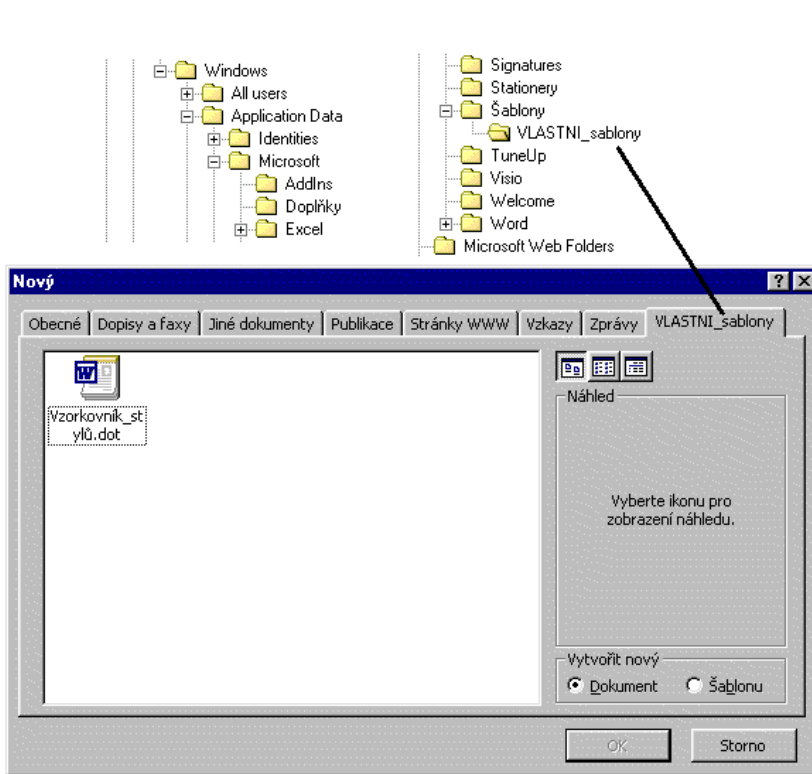 Windows
All users
Application Data
Identities
Microsoft
AddIns
Doplňky
Excel
Signatures
Stationery
Šablony
VLASTNI_sablony
TuneUp
Visio
Welcome
Word
Microsoft Web Folders
Nový
Obecné Dopisy a faxy Jiné dokumenty Publikace Stránky WWW Vzkazy Zprávy VLASTNI_sablony
Vzorkovník_st
ylů.dot
Náhled
Vyberte ikonu pro
zobrazení náhledu.
Vytvořit nový
Dokument Šablonu
OK Storno